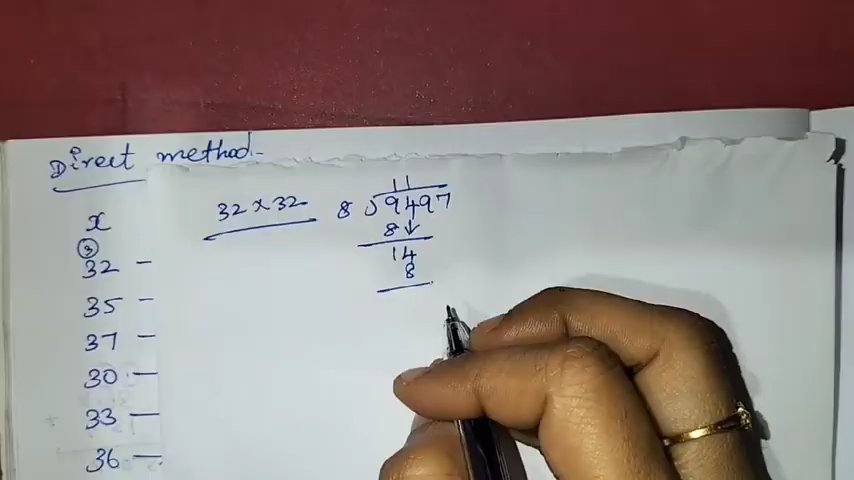 Direct method-
x
③
32 -
35 -
37 -
30 -
33 -
36 -
32 x 32
11
8 ) 9497
8 ↓
14
8